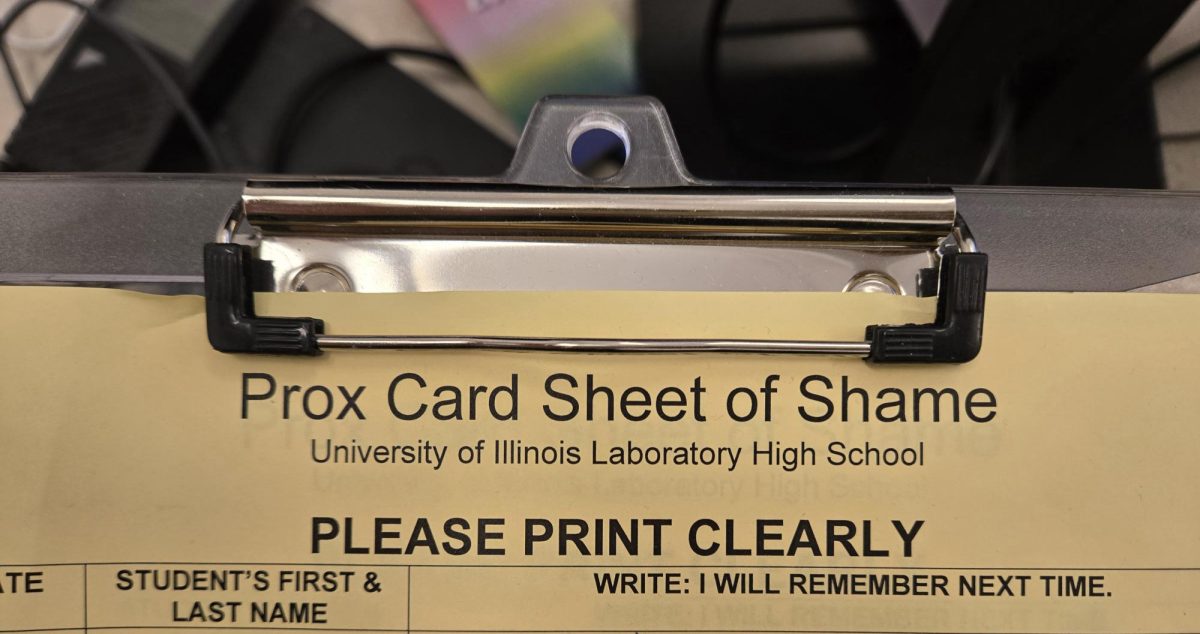 Prox Card Sheet of Shame
University of Illinois Laboratory High School
PLEASE PRINT CLEARLY
ATE STUDENT'S FIRST & WRITE: I WILL REMEMBER NEXT TIME.
LAST NAME